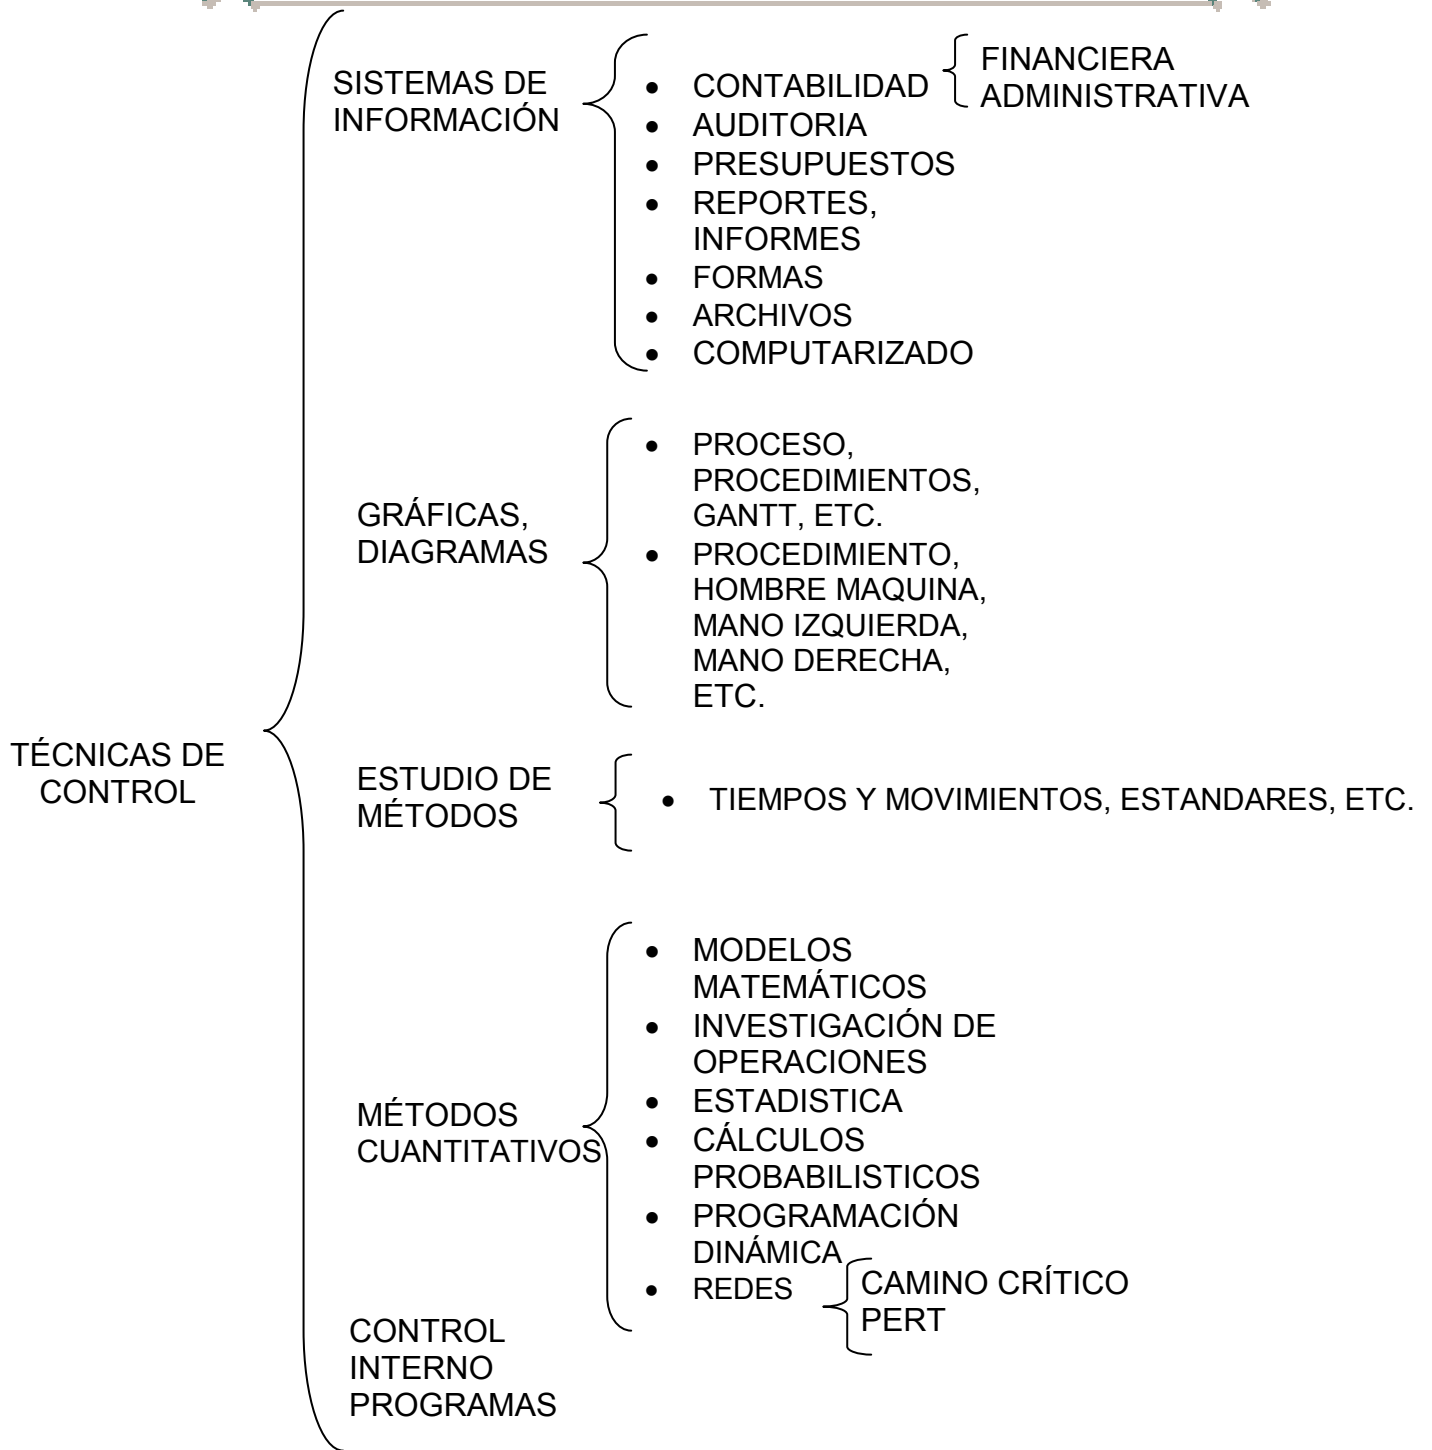 SISTEMAS DE
INFORMACIÓN
• CONTABILIDAD
FINANCIERA
ADMINISTRATIVA
• AUDITORIA
• PRESUPUESTOS
• REPORTES,
INFORMES
• FORMAS
• ARCHIVOS
• COMPUTARIZADO
GRÁFICAS,
DIAGRAMAS
• PROCESO,
PROCEDIMIENTOS,
GANTT, ETC.
• PROCEDIMIENTO,
HOMBRE MAQUINA,
MANO IZQUIERDA,
MANO DERECHA,
ETC.
TÉCNICAS DE
CONTROL
ESTUDIO DE
MÉTODOS
• TIEMPOS Y MOVIMIENTOS, ESTANDARES, ETC.
MÉTODOS
CUANTITATIVOS
• MODELOS
MATEMÁTICOS
• INVESTIGACIÓN DE
OPERACIONES
• ESTADISTICA
• CÁLCULOS
PROBABILISTICOS
• PROGRAMACIÓN
DINÁMICA
• REDES
CAMINO CRÍTICO
PERT
CONTROL
INTERNO
PROGRAMAS